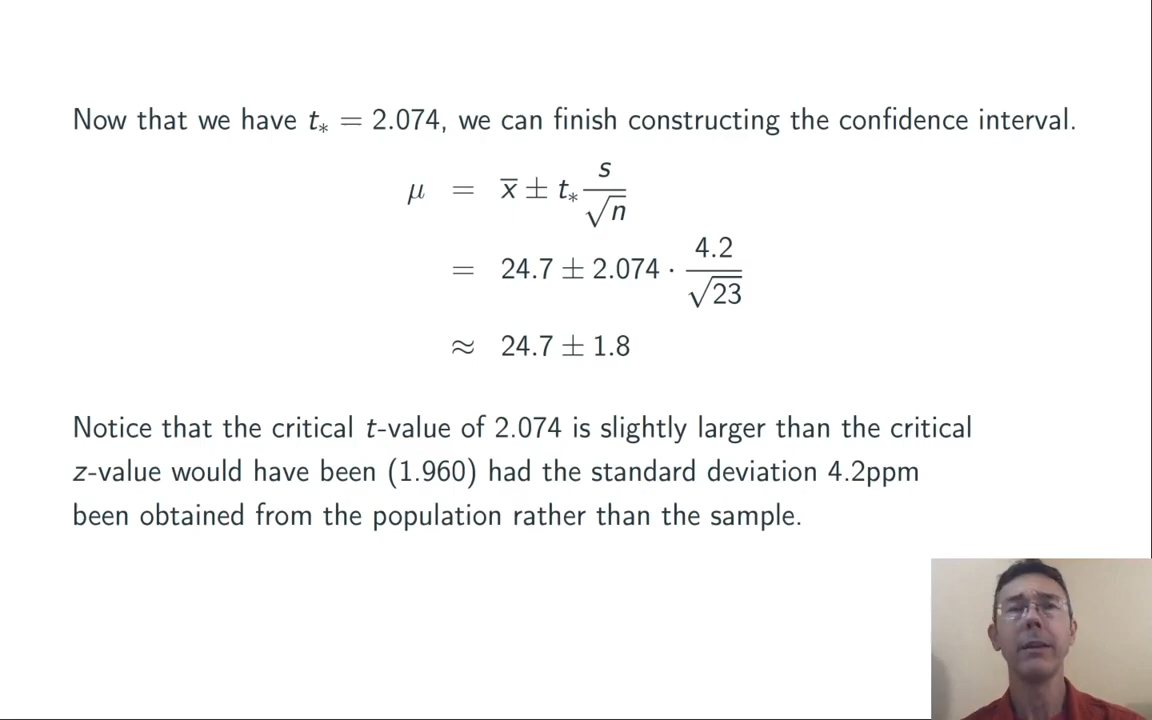 Now that we have t∗ = 2.074, we can finish constructing the confidence interval.
μ = x̅ ± t∗ s/√n
= 24.7 ± 2.074 · 4.2/√23
≈ 24.7 ± 1.8
Notice that the critical t-value of 2.074 is slightly larger than the critical
z-value would have been (1.960) had the standard deviation 4.2ppm
been obtained from the population rather than the sample.